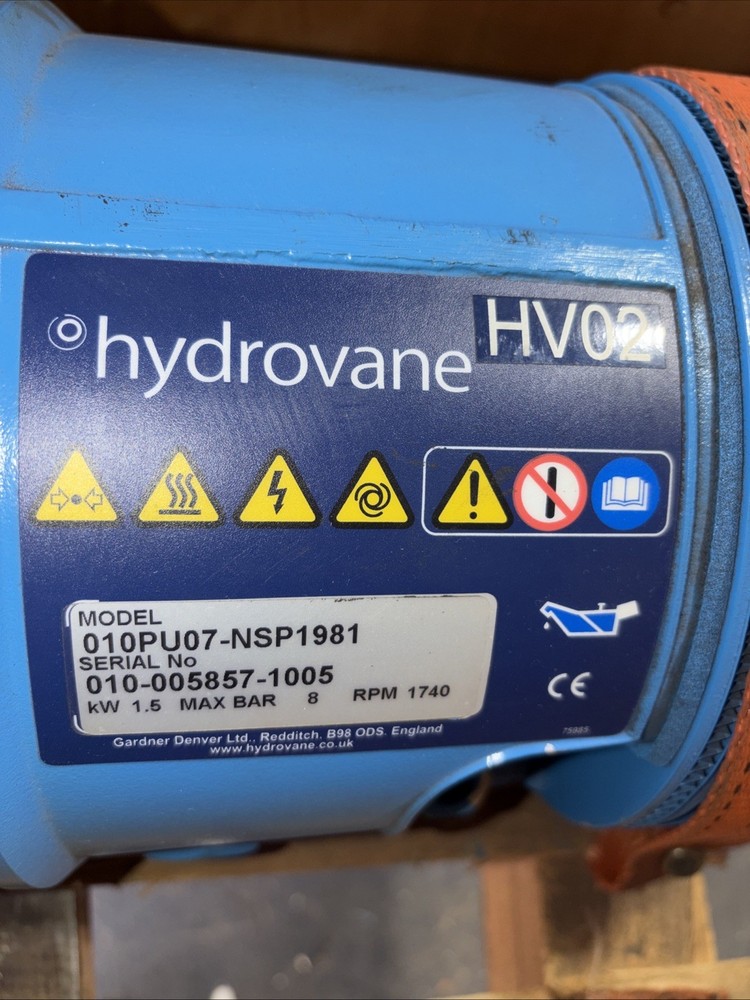 hydrovane HV02
MODEL
010PU07-NSP1981
SERIAL No
010-005857-1005
kW 1.5 MAX BAR 8 RPM 1740
CE
Gardner Denver Ltd., Redditch. B98 ODS. England
75985
www.hydrovane.co.uk